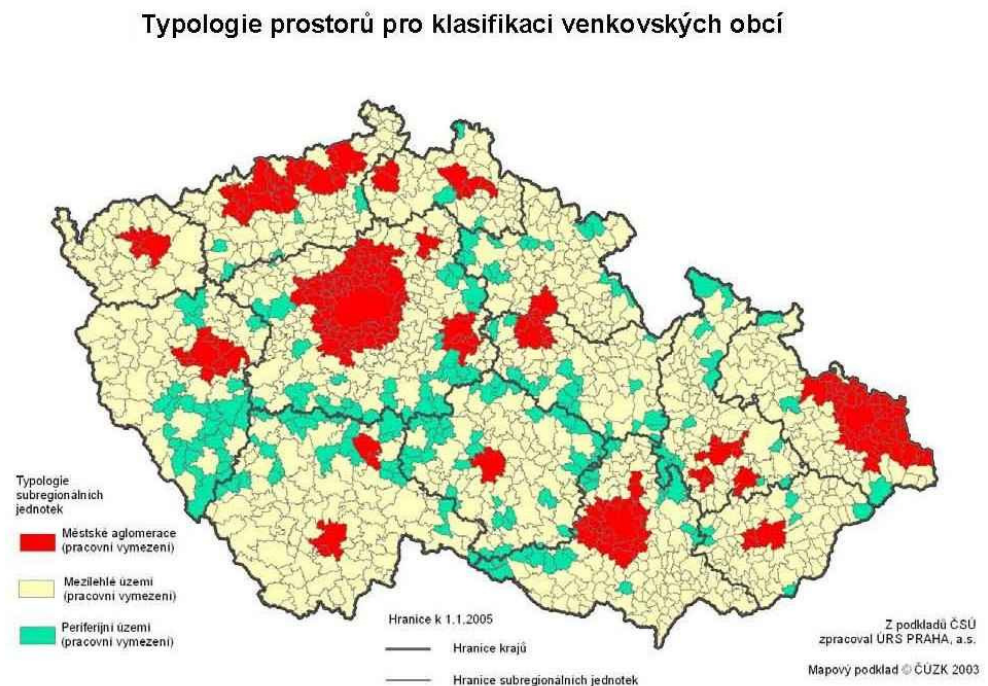 Typologie prostorů pro klasifikaci venkovských obcí
Typologie
subregionálních
jednotek
Městské aglomerace
(pracovní vymezení)
Mezilehlé území
(pracovní vymezení)
Periferijní území
(pracovní vymezení)
Hranice k 1.1.2005
Hranice krajů
Hranice subregionálních jednotek
Z podkladů ČSÚ
zpracoval ÚRS PRAHA, a.s.
Mapový podklad © ČÚZK 2003